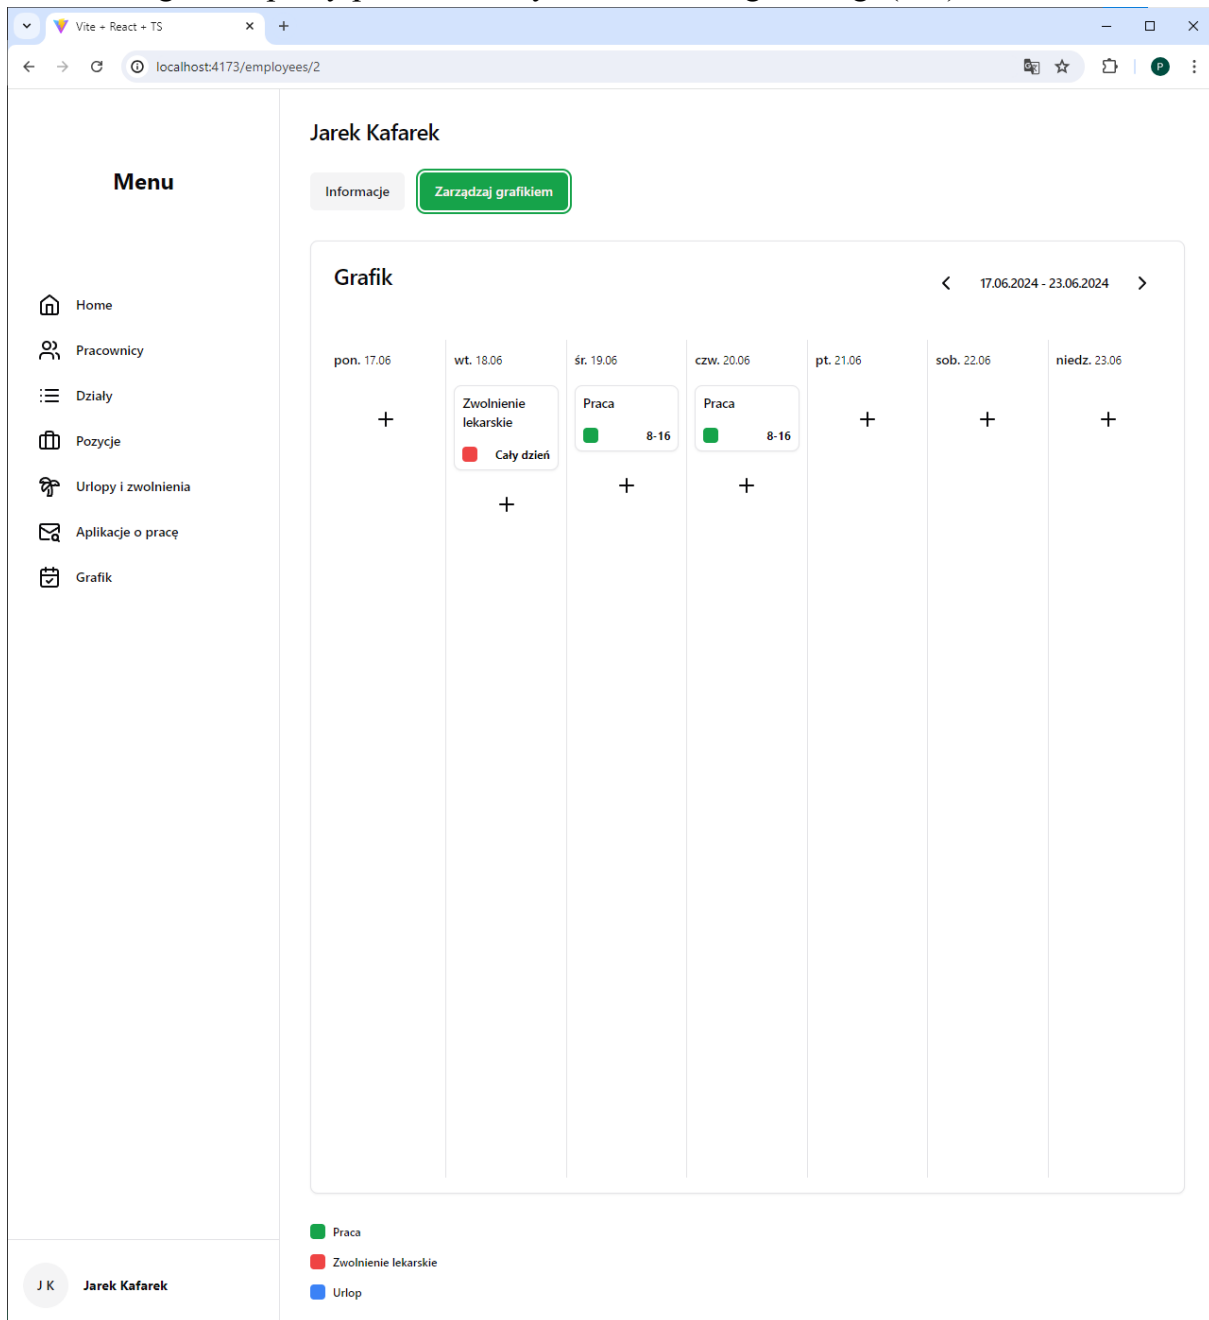 Vite + React + TS
localhost:4173/employees/2
P
Menu
Home
Pracownicy
Działy
Pozycje
Urlopy i zwolnienia
Aplikacje o pracę
Grafik
J K Jarek Kafarek
Jarek Kafarek
Informacje Zarządzaj grafikiem
Grafik
17.06.2024 - 23.06.2024
pon. 17.06 wt. 18.06 śr. 19.06 czw. 20.06 pt. 21.06 sob. 22.06 niedz. 23.06
Zwolnienie
lekarskie
Cały dzień
Praca
8-16
Praca
8-16
Praca
Zwolnienie lekarskie
Urlop